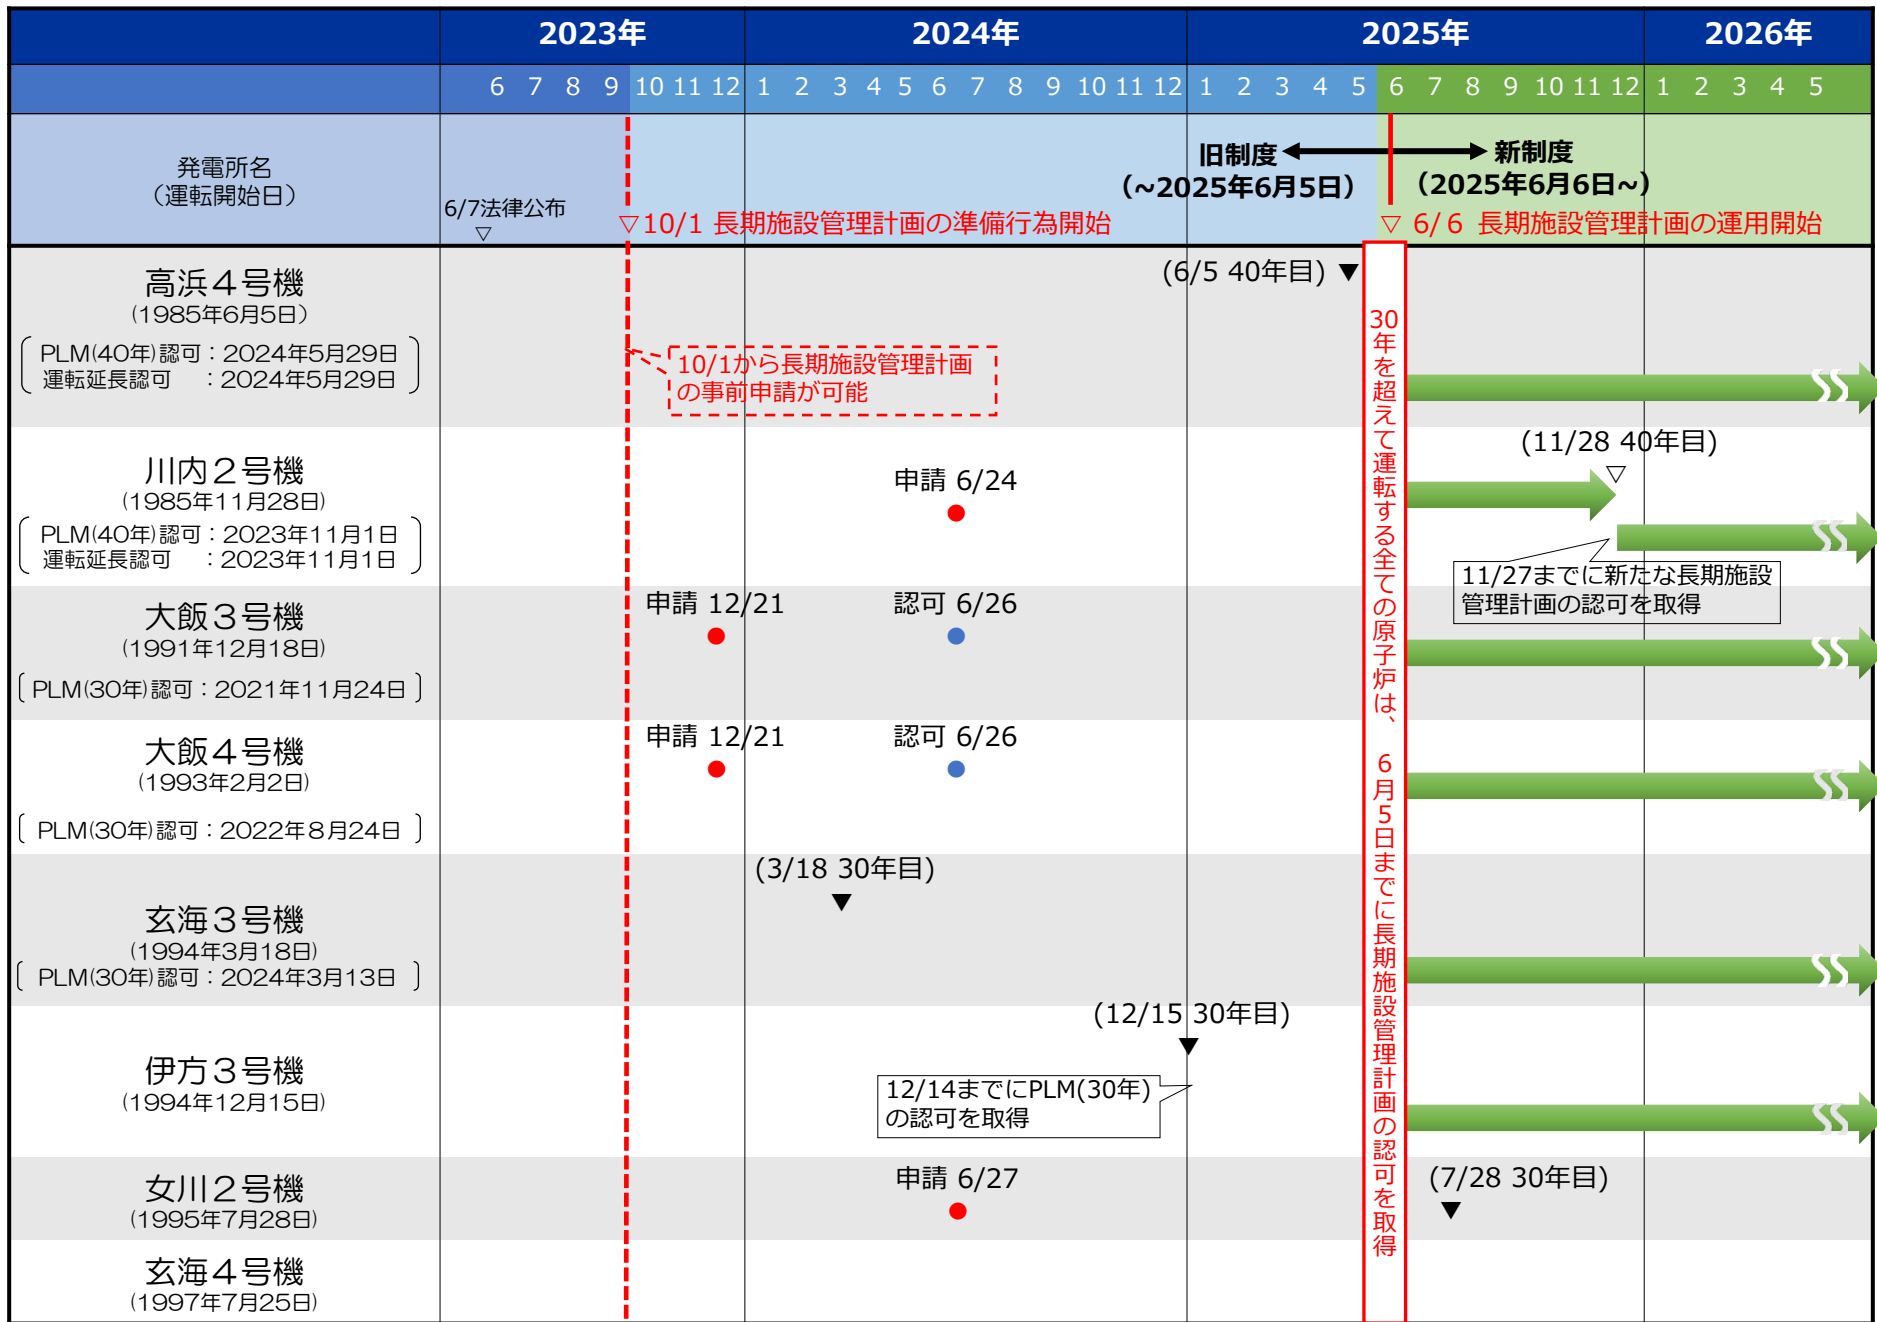 2023年 2024年 2025年 2026年
6 7 8 9 10 11 12 1 2 3 4 5 6 7 8 9 10 11 12 1 2 3 4 5 6 7 8 9 10 11 12 1 2 3 4 5
発電所名
（運転開始日）
6/7法律公布
▽
旧制度
（~2025年6月5日）
新制度
（2025年6月6日~）
▽10/1 長期施設管理計画の準備行為開始
▽ 6/6 長期施設管理計画の運用開始
30年を超えて運転する全ての原子炉は、6月5日までに長期施設管理計画の認可を取得
高浜４号機
(1985年6月5日）
PLM(40年)認可：2024年5月29日
運転延長認可 ：2024年5月29日
(6/5 40年目) ▼
10/1から長期施設管理計画
の事前申請が可能
川内２号機
(1985年11月28日)
PLM(40年)認可：2023年11月1日
運転延長認可 ：2023年11月1日
申請 6/24
(11/28 40年目)
▽
11/27までに新たな長期施設
管理計画の認可を取得
大飯３号機
(1991年12月18日)
PLM(30年)認可：2021年11月24日
申請 12/21
認可 6/26
大飯４号機
(1993年2月2日)
PLM(30年)認可：2022年8月24日
申請 12/21
認可 6/26
玄海３号機
(1994年3月18日)
PLM(30年)認可：2024年3月13日
(3/18 30年目)
▼
伊方３号機
(1994年12月15日)
(12/15 30年目)
▼
12/14までにPLM(30年)
の認可を取得
女川２号機
(1995年7月28日)
申請 6/27
(7/28 30年目)
▼
玄海４号機
(1997年7月25日)